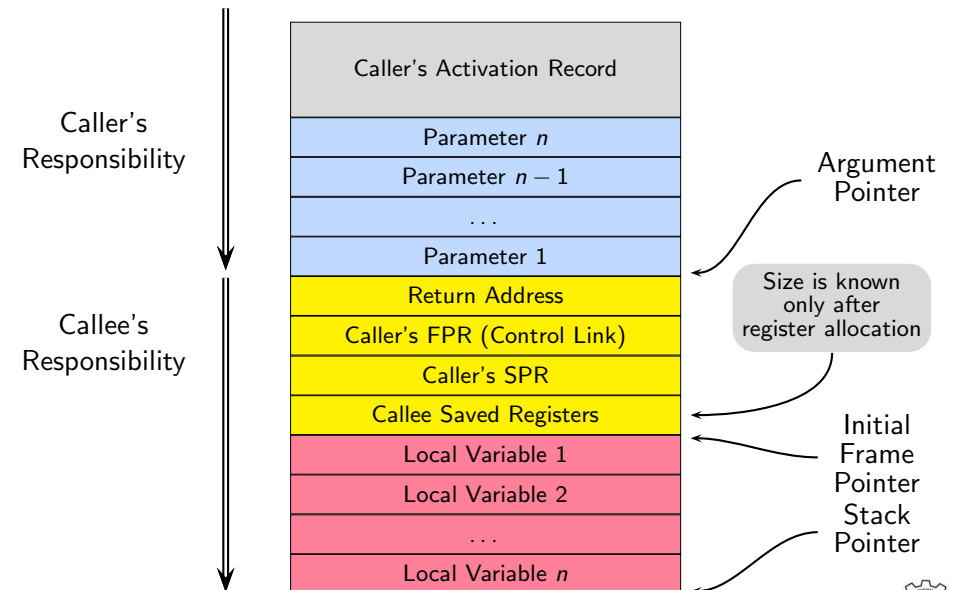 Caller's Activation Record
Caller's
Responsibility
Parameter n
Parameter n − 1
. . .
Parameter 1
Argument
Pointer
Callee's
Responsibility
Return Address
Caller's FPR (Control Link)
Caller's SPR
Callee Saved Registers
Size is known
only after
register allocation
Initial
Frame
Pointer
Local Variable 1
Local Variable 2
. . .
Local Variable n
Stack
Pointer